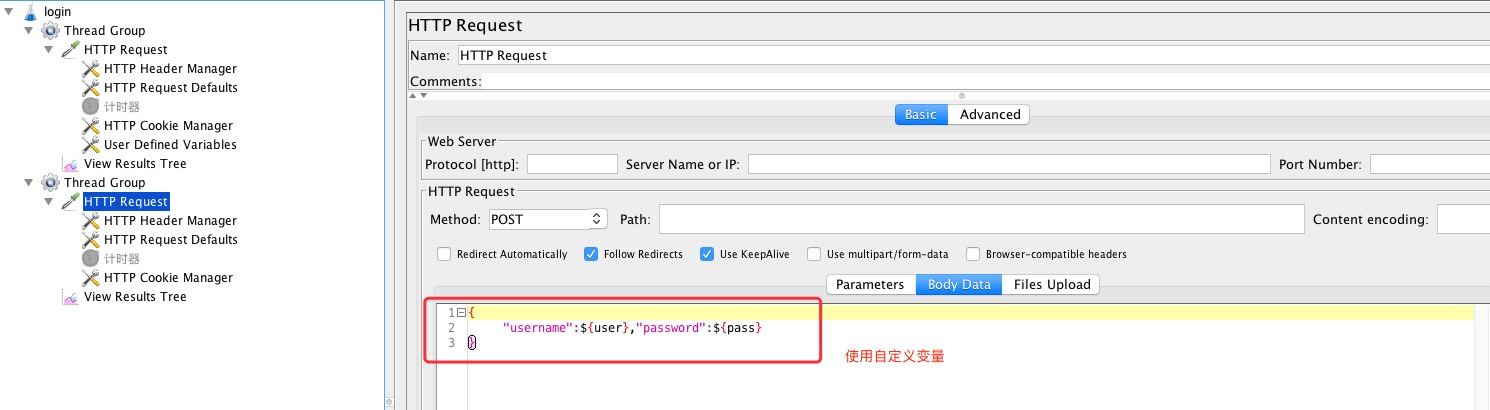 login
Thread Group
HTTP Request
HTTP Header Manager
HTTP Request Defaults
计时器
HTTP Cookie Manager
User Defined Variables
View Results Tree
Thread Group
HTTP Request
HTTP Header Manager
HTTP Request Defaults
计时器
HTTP Cookie Manager
View Results Tree
HTTP Request
Name: HTTP Request
Comments:
Basic Advanced
Web Server
Protocol [http]: Server Name or IP: Port Number:
HTTP Request
Method: POST Path: Content encoding:
Redirect Automatically Follow Redirects Use KeepAlive Use multipart/form-data Browser-compatible headers
Parameters Body Data Files Upload
1 {
2 "username":${user},"password":${pass}
3 }
使用自定义变量